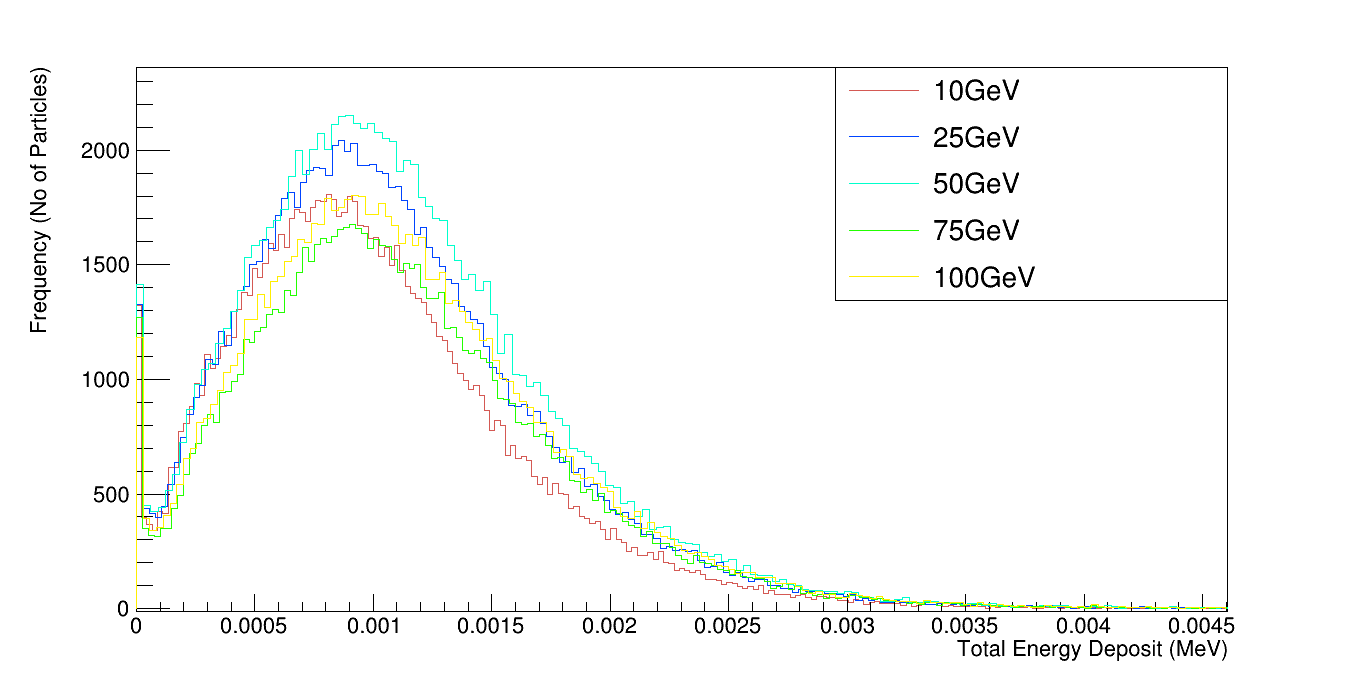 Frequency (No of Particles)
10GeV
25GeV
50GeV
75GeV
100GeV
2000
1500
1000
500
0
0 0.0005 0.001 0.0015 0.002 0.0025 0.003 0.0035 0.004 0.0045
Total Energy Deposit (MeV)